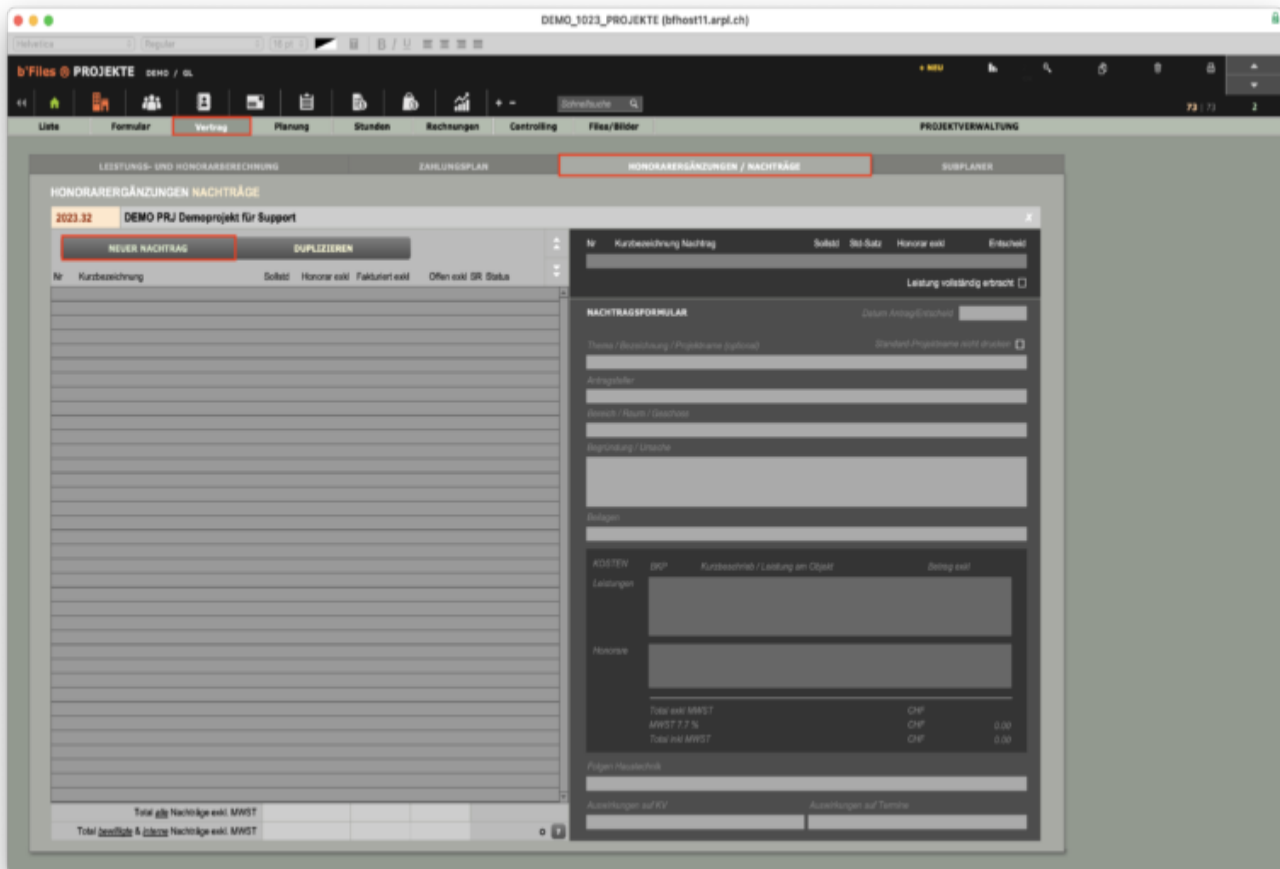 DEMO_1023_PROJEKTE (bfhost11.arpl.ch)
Helvetica Regular 16 pt B I U
b'Files ® PROJEKTE DEMO / GL + NEU
+ - Schnellsuche 73 | 73 2
Liste Formular Vertrag Planung Stunden Rechnungen Controlling Files/Bilder PROJEKTVERWALTUNG
LEISTUNGS- UND HONORARBERECHNUNG ZAHLUNGSPLAN HONORARERGÄNZUNGEN / NACHTRÄGE SUBPLANER
HONORARERGÄNZUNGEN NACHTRÄGE
2023.32 DEMO PRJ Demoprojekt für Support X
NEUER NACHTRAG DUPLIZIEREN
Nr Kurzbezeichnung Sollstd Honorar exkl Fakturiert exkl Offen exkl SR Status
Total alle Nachträge exkl. MWST
Total bewilligte & interne Nachträge exkl. MWST 0 ?
Nr Kurzbezeichnung Nachtrag Sollstd Std-Satz Honorar exkl Entscheid
Leistung vollständig erbracht
NACHTRAGSFORMULAR Datum Antrag/Entscheid
Thema / Bezeichnung / Projektname (optional) Standard-Projektname nicht drucken
Antragsteller
Bereich / Raum / Geschoss
Begründung / Ursache
Beilagen
KOSTEN BKP Kurzbeschrieb / Leistung am Objekt Betrag exkl
Leistungen
Honorare
Total exkl MWST CHF
MWST 7.7 % CHF 0.00
Total inkl MWST CHF 0.00
Folgen Haustechnik
Auswirkungen auf KV Auswirkungen auf Termine